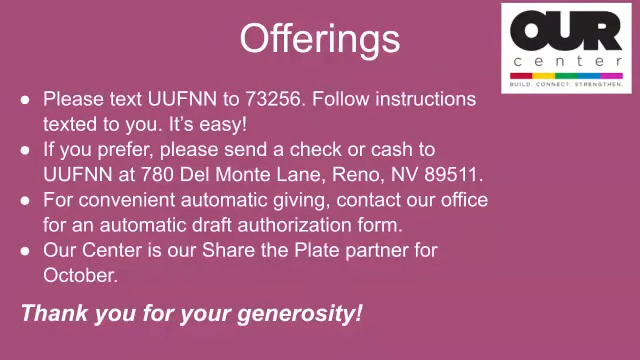 Offerings
OUR
center
BUILD. CONNECT. STRENGTHEN.
● Please text UUFNN to 73256. Follow instructions
texted to you. It's easy!
● If you prefer, please send a check or cash to
UUFNN at 780 Del Monte Lane, Reno, NV 89511.
● For convenient automatic giving, contact our office
for an automatic draft authorization form.
● Our Center is our Share the Plate partner for
October.
Thank you for your generosity!